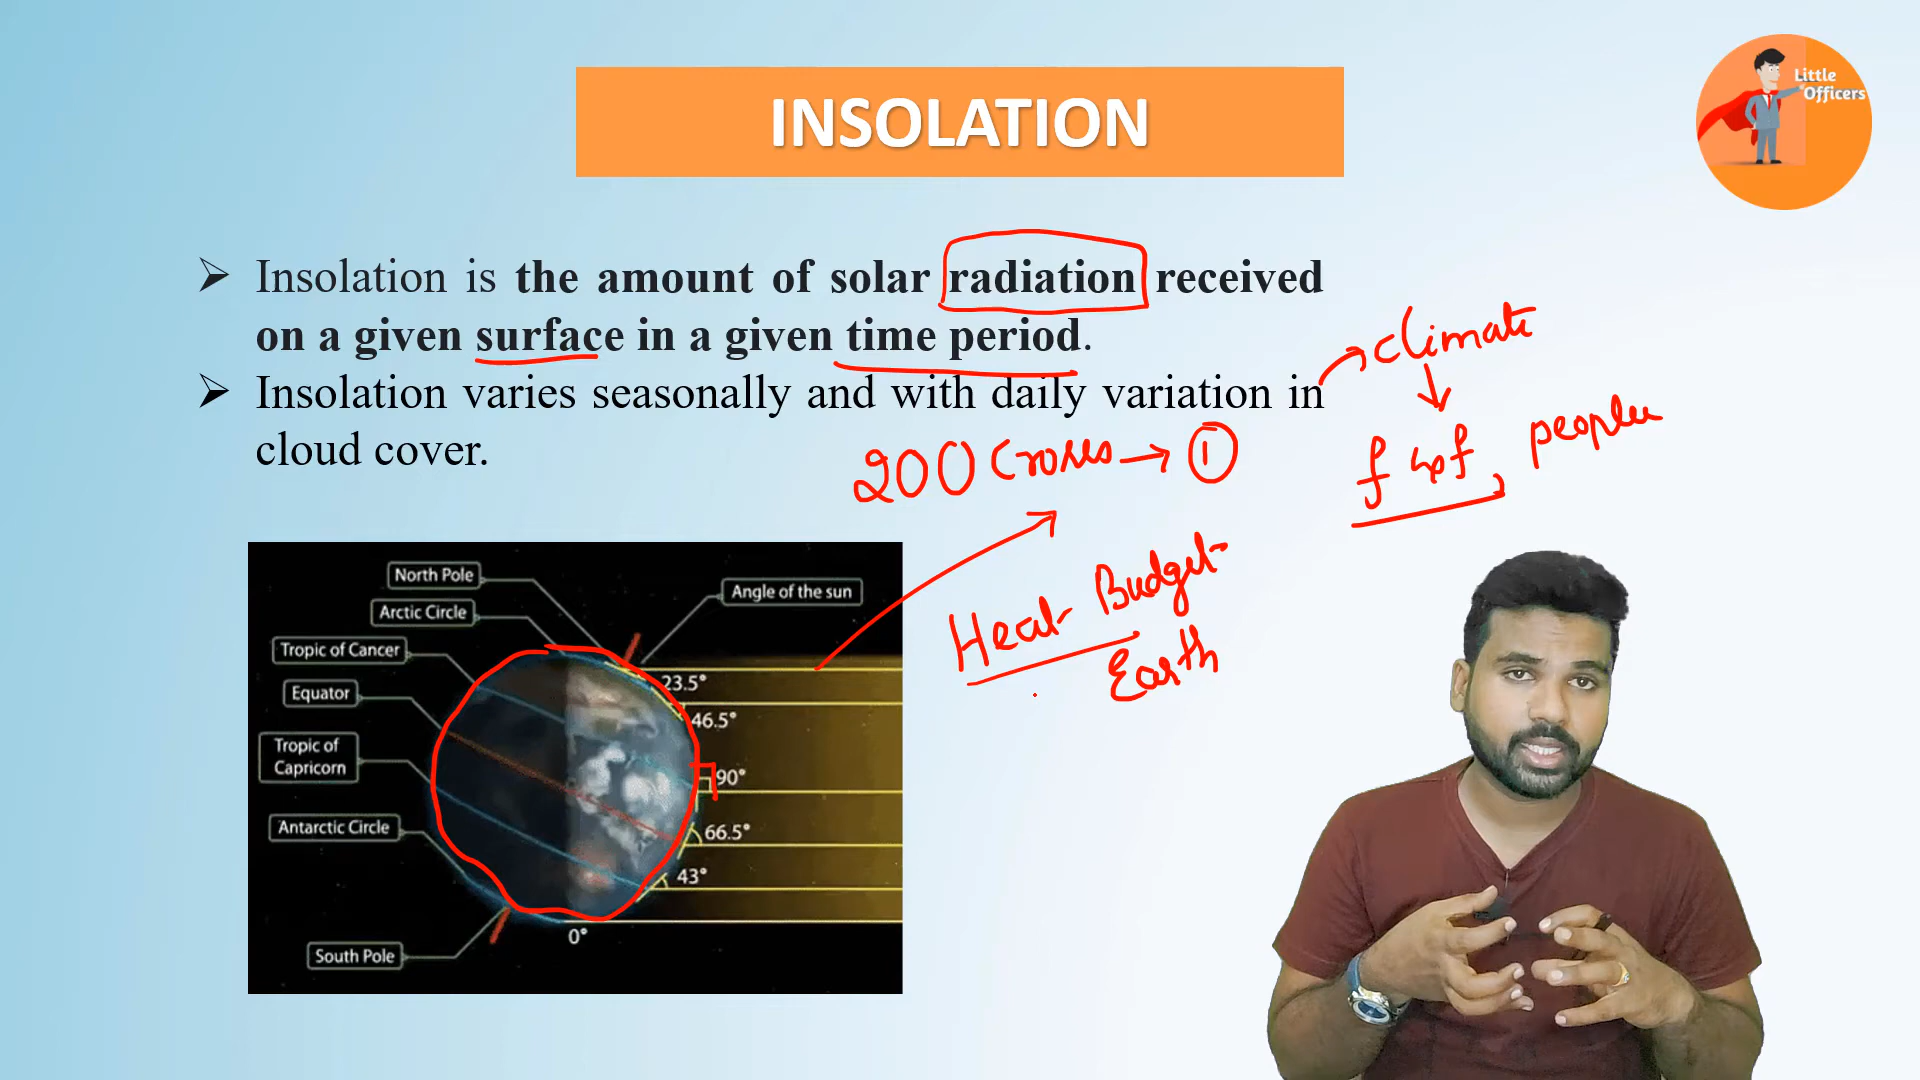 INSOLATION
Little
Officers
➢ Insolation is the amount of solar radiation received
on a given surface in a given time period.
➢ Insolation varies seasonally and with daily variation in
cloud cover.
climate
people
200 Crores → ①
Heat Budget
Earth
North Pole
Angle of the sun
Arctic Circle
Tropic of Cancer
23.5°
Equator
46.5°
Tropic of
Capricorn
90°
Antarctic Circle
66.5°
43°
0°
South Pole